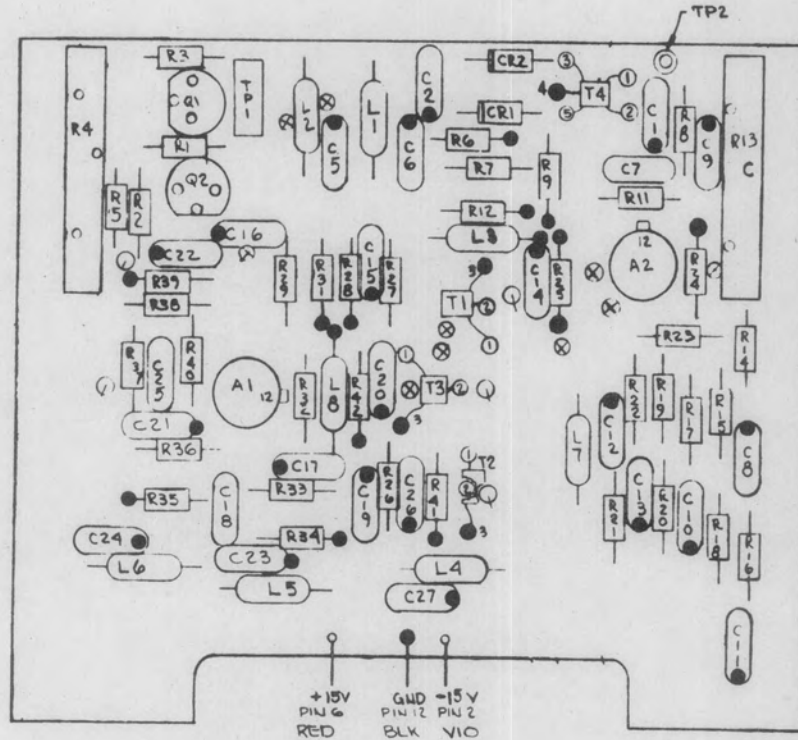 TP2
R3
CR2
3
1
4
T4
5
2
Q1
TP1
L2
L1
C2
CR1
C1
R8
C9
R13
C
R4
C5
C6
R6
R1
R7
R9
C7
Q2
R5
R2
R12
R11
C16
L3
12
C22
A2
C15
R31
R28
R27
C14
R25
R24
R39
3
R38
T1
2
1
R23
R14
R37
C25
R40
A1
12
R32
L8
R42
C20
1
T3
2
3
R22
R19
R17
R15
C21
L7
C12
C8
R36
C17
1
T2
R35
C18
R33
C19
R26
C26
R41
2
R21
C13
R20
C10
R18
R16
R34
3
C24
C23
L6
L5
L4
C27
C11
+15V GND -15V
PIN 6 PIN 12 PIN 2
RED BLK VIO